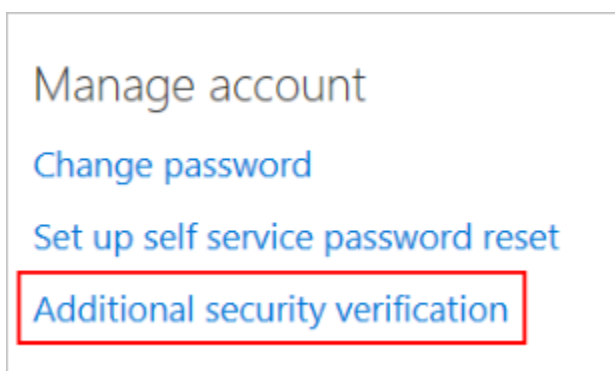 Manage account
Change password
Set up self service password reset
Additional security verification